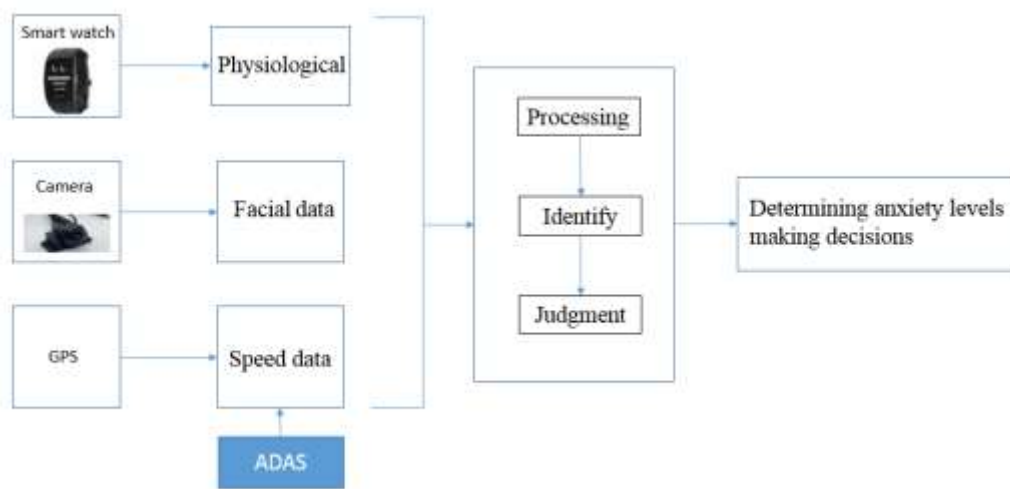 Smart watch
Physiological
Camera
Facial data
GPS
Speed data
ADAS
Processing
Identify
Judgment
Determining anxiety levels
making decisions